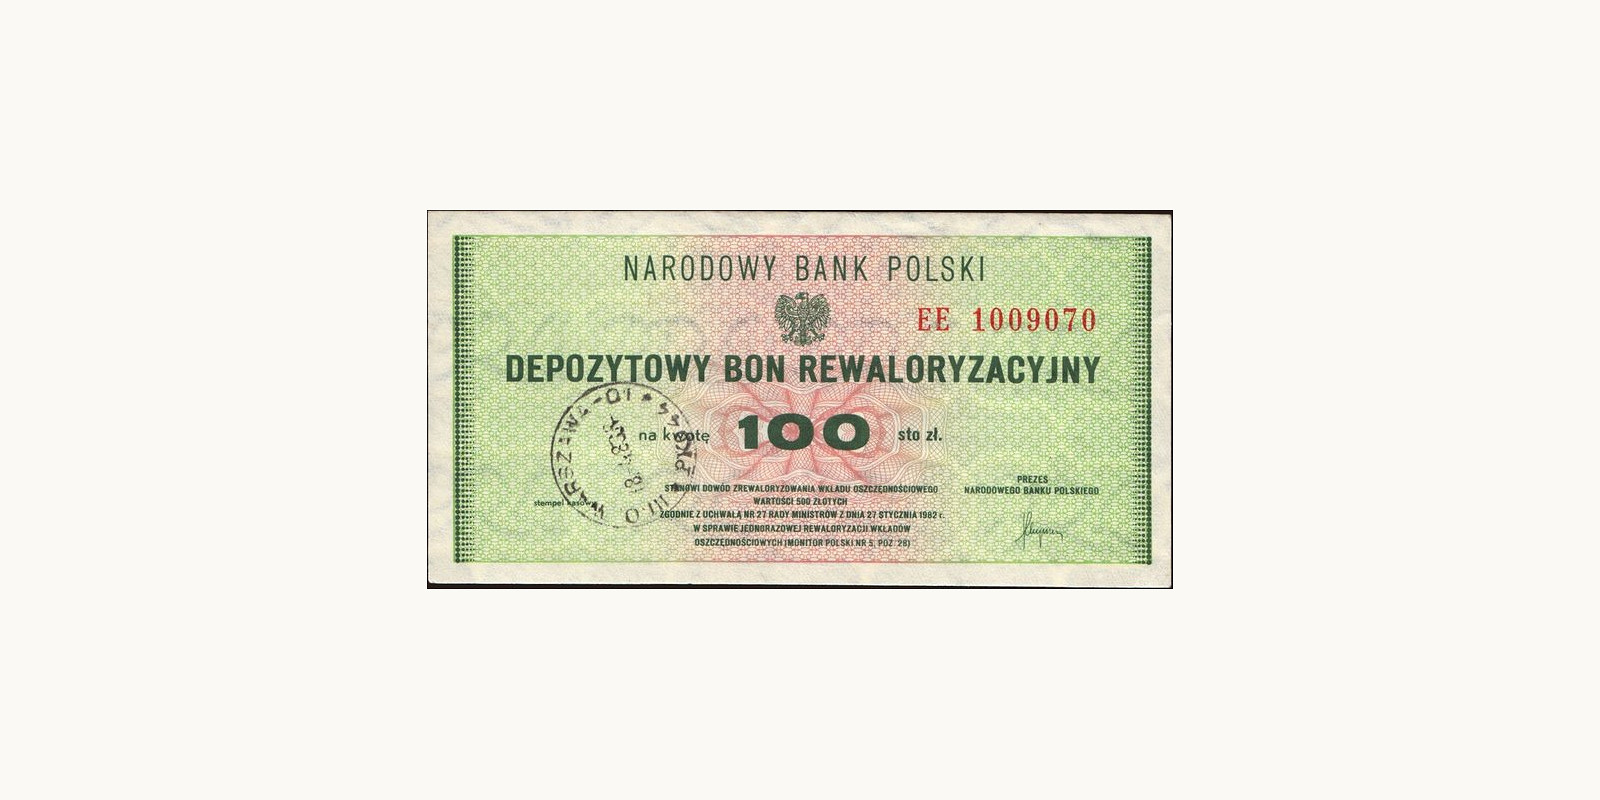 NARODOWY BANK POLSKI
EE 1009070
DEPOZYTOWY BON REWALORYZACYJNY
na kwotę 100 sto zł.
STANOWI DOWÓD ZREWALORYZOWANIA WKŁADU OSZCZĘDNOŚCIOWEGO
WARTOŚCI 500 ZŁOTYCH
ZGODNIE Z UCHWAŁĄ NR 27 RADY MINISTRÓW Z DNIA 27 STYCZNIA 1982 r.
W SPRAWIE JEDNORAZOWEJ REWALORYZACJI WKŁADÓW
OSZCZĘDNOŚCIOWYCH (MONITOR POLSKI NR 5, POZ. 28)
PREZES
NARODOWEGO BANKU POLSKIEGO
stempel kasowy
WARSZAWA